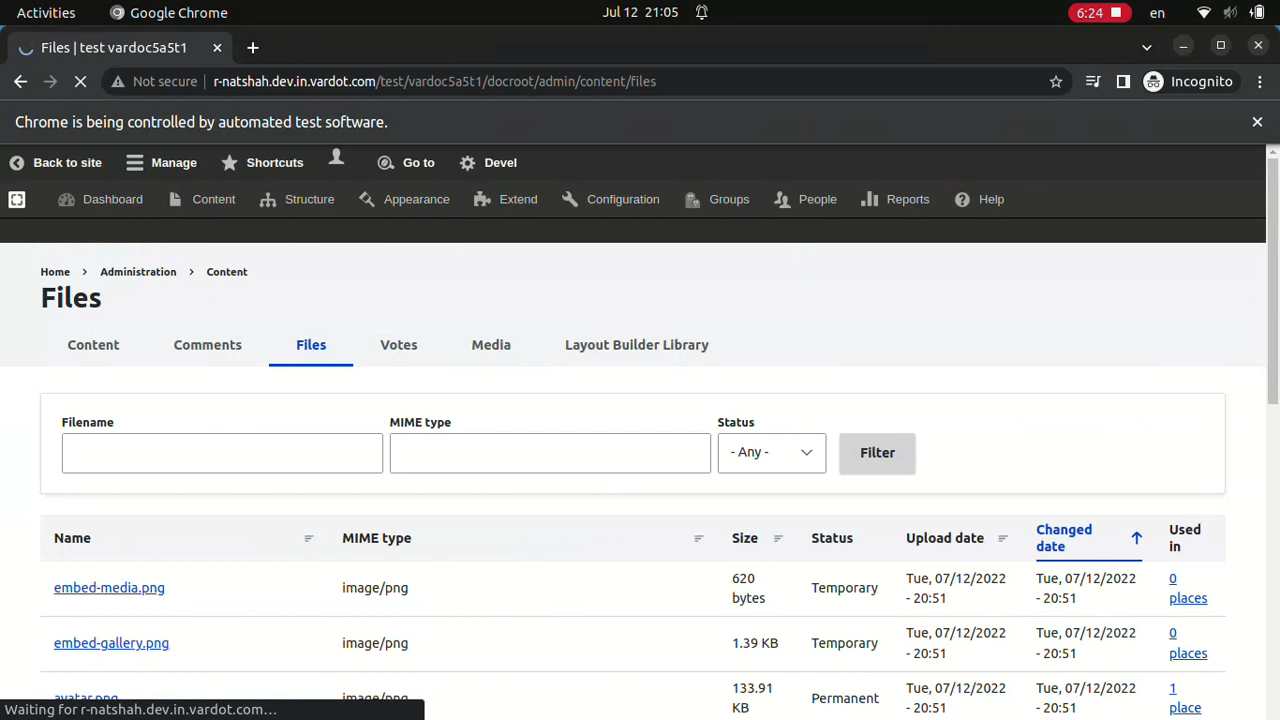 Activities Google Chrome Jul 12 21:05 6:24 en
Files | test vardoc5a5t1
Not secure r-natshah.dev.in.vardot.com/test/vardoc5a5t1/docroot/admin/content/files Incognito
Chrome is being controlled by automated test software.
Back to site Manage Shortcuts Go to Devel
Dashboard Content Structure Appearance Extend Configuration Groups People Reports Help
Home Administration Content
Files
Content Comments Files Votes Media Layout Builder Library
Filename MIME type Status
- Any - Filter
Name MIME type Size Status Upload date Changed date Used in
embed-media.png image/png 620 bytes Temporary Tue, 07/12/2022 - 20:51 Tue, 07/12/2022 - 20:51 0 places
embed-gallery.png image/png 1.39 KB Temporary Tue, 07/12/2022 - 20:51 Tue, 07/12/2022 - 20:51 0 places
avatar.png image/png 133.91 KB Permanent Tue, 07/12/2022 - 20:51 Tue, 07/12/2022 - 20:51 1 place
Waiting for r-natshah.dev.in.vardot.com...